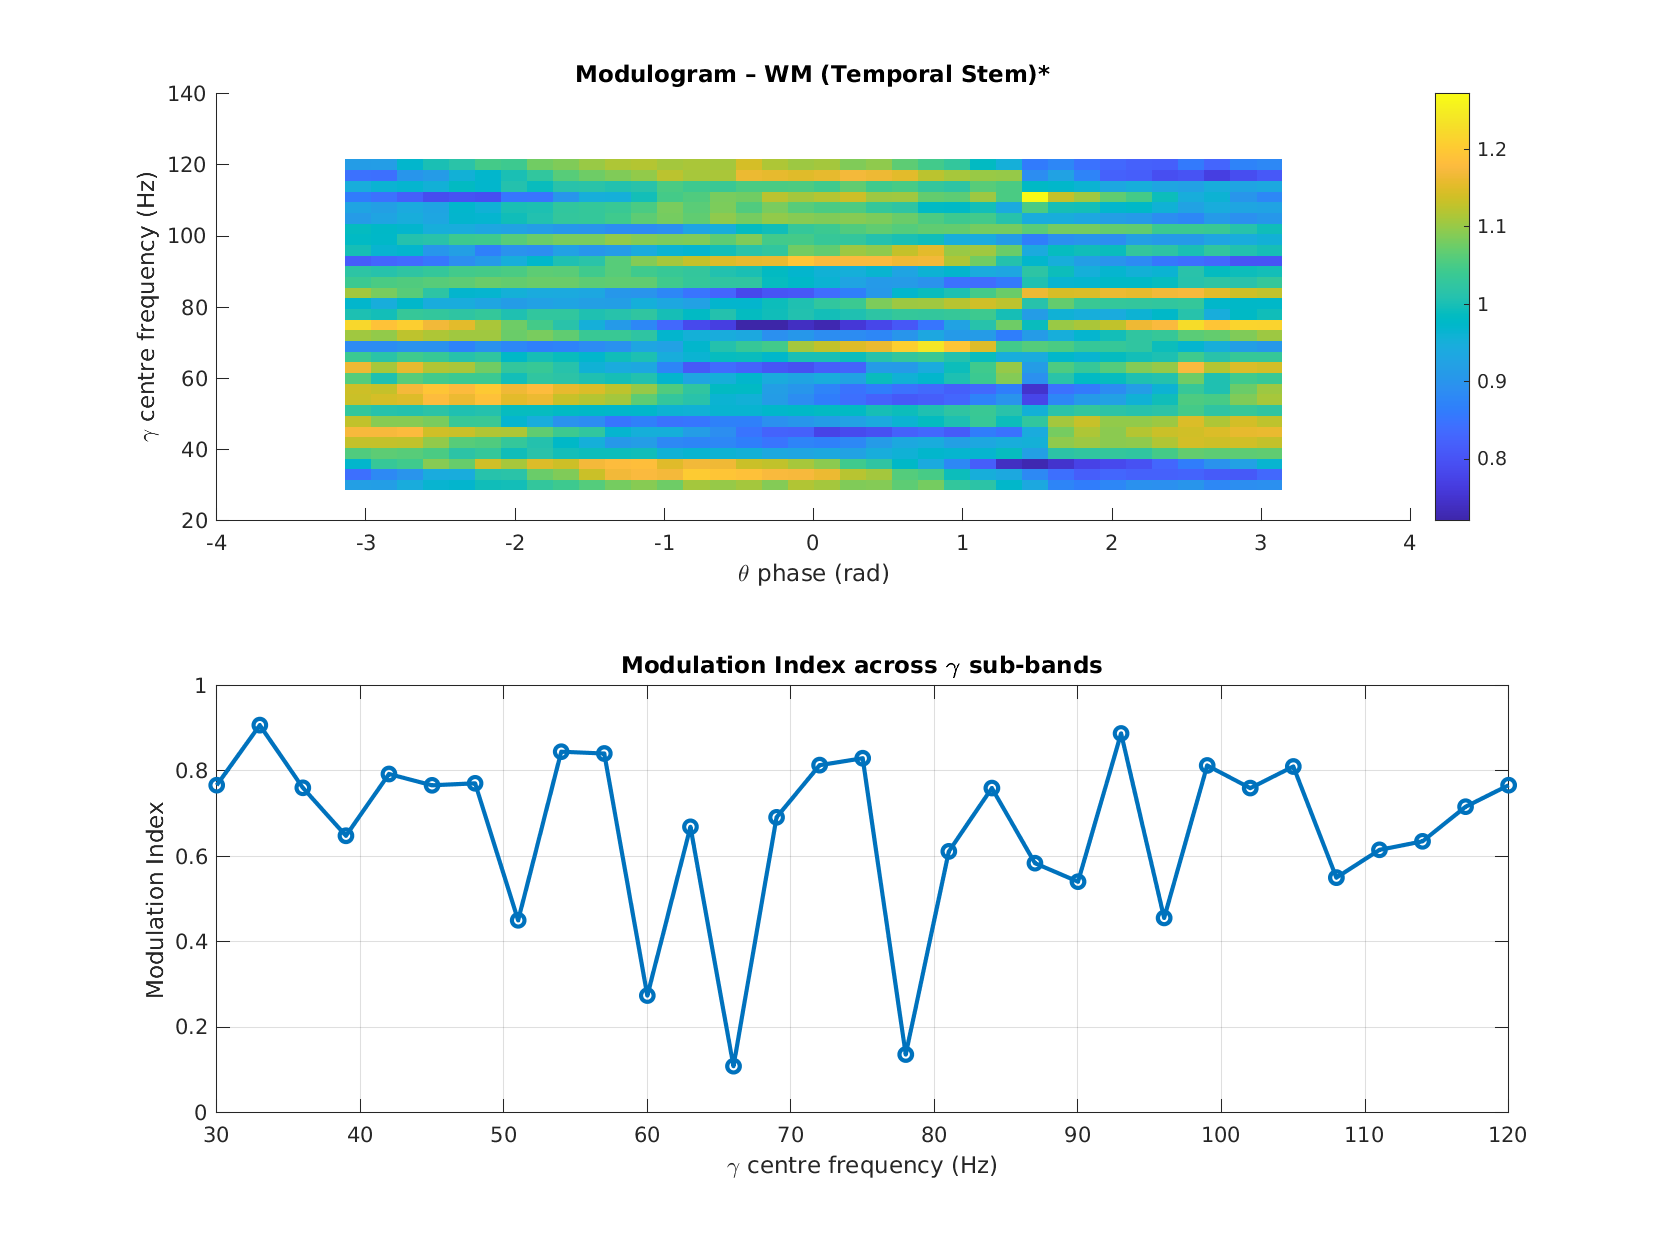 Modulogram – WM (Temporal Stem)*
γ centre frequency (Hz)
140
120
100
80
60
40
20
-4 -3 -2 -1 0 1 2 3 4
θ phase (rad)
1.2
1.1
1
0.9
0.8
Modulation Index across γ sub-bands
Modulation Index
1
0.8
0.6
0.4
0.2
0
30 40 50 60 70 80 90 100 110 120
γ centre frequency (Hz)